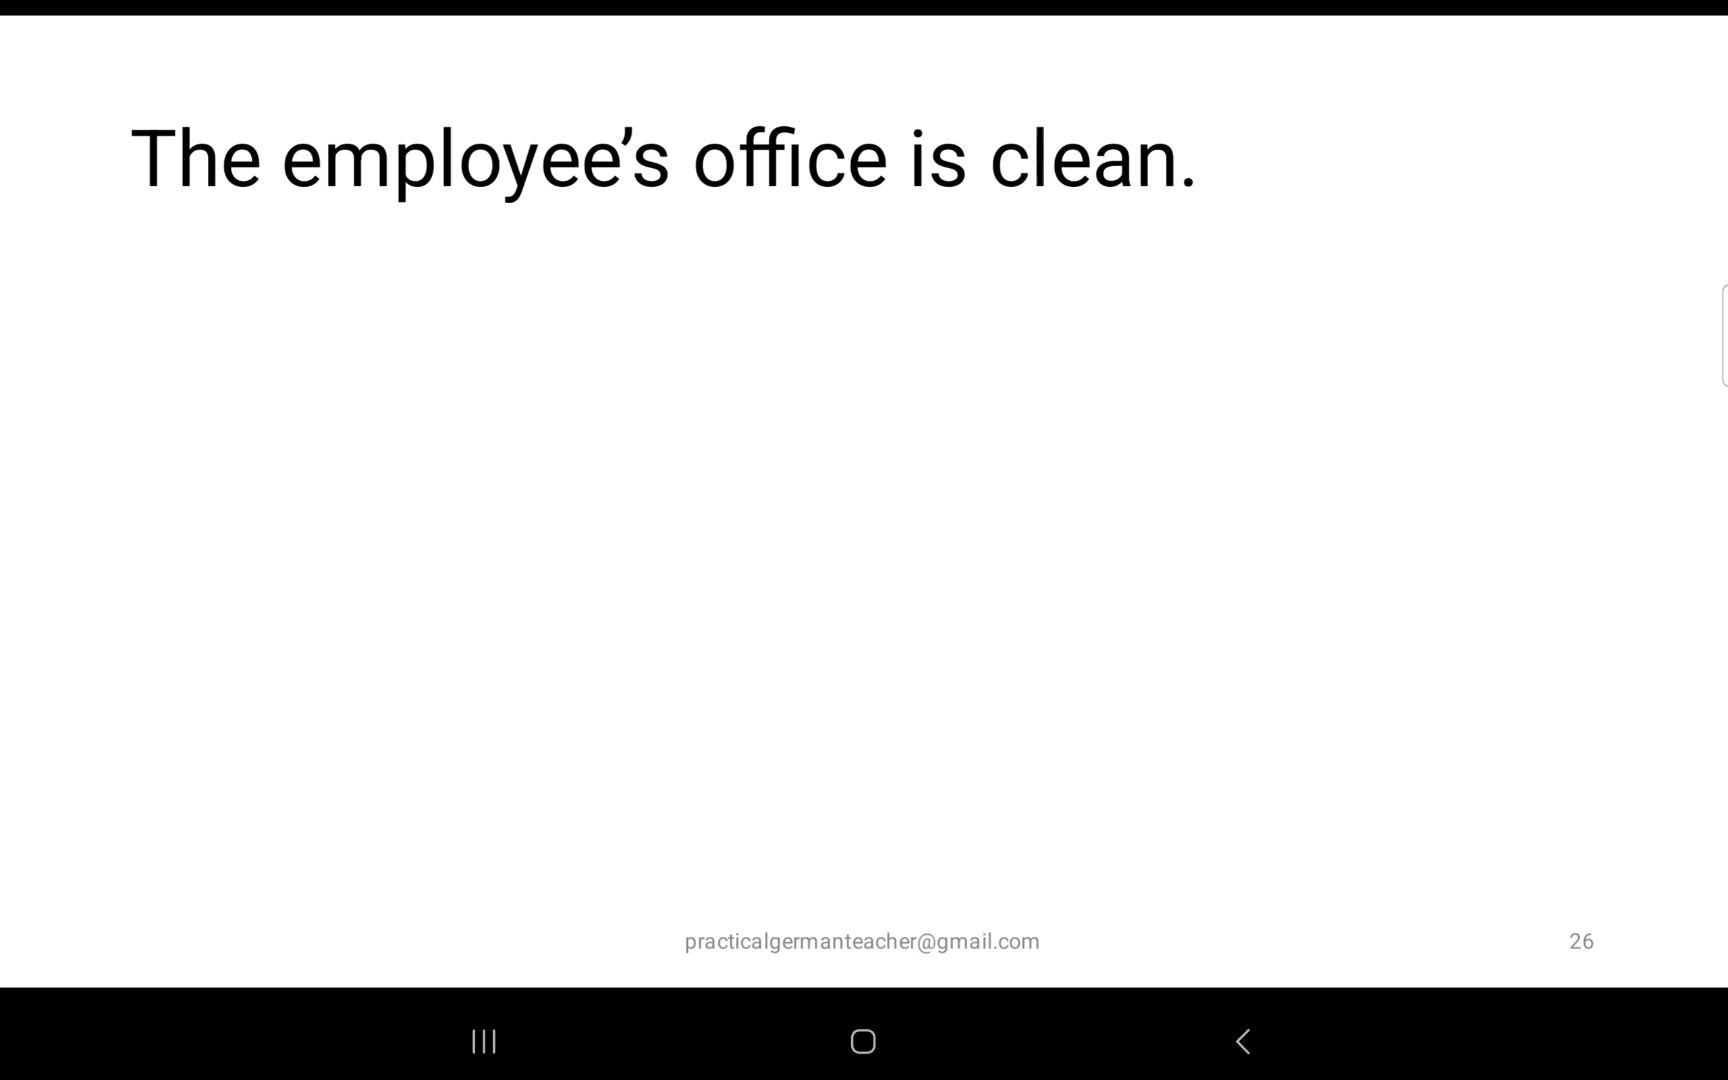 The employee’s office is clean.
practicalgermanteacher@gmail.com
26